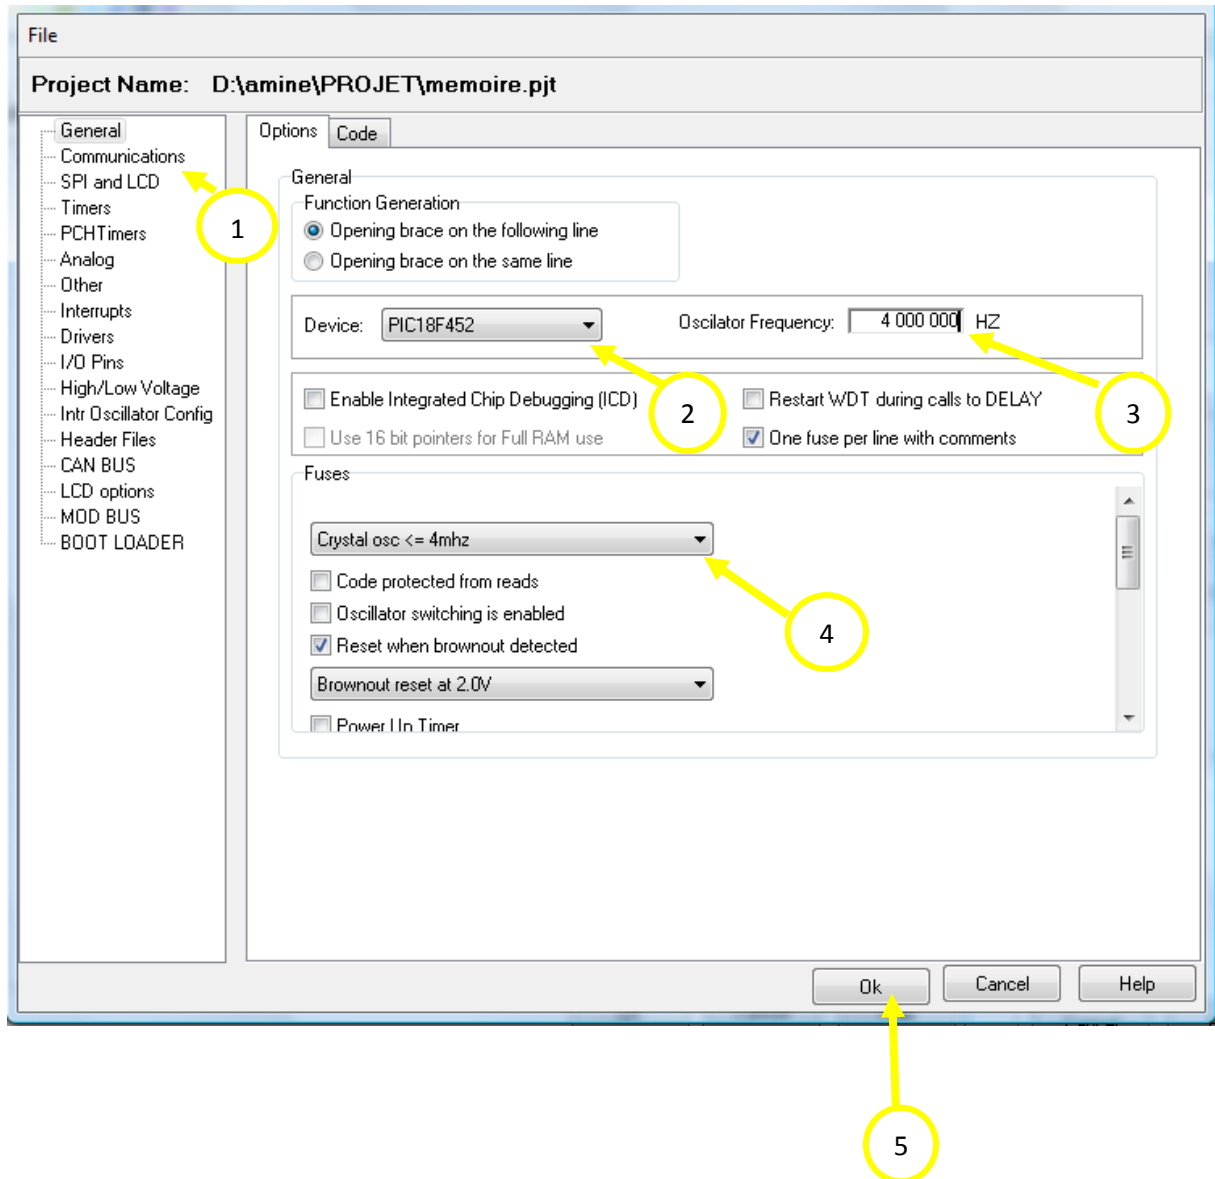 File
Project Name: D:\amine\PROJET\memoire.pjt
General
Communications
SPI and LCD
Timers
PCHTimers
Analog
Other
Interrupts
Drivers
I/O Pins
High/Low Voltage
Intr Oscillator Config
Header Files
CAN BUS
LCD options
MOD BUS
BOOT LOADER
1
Options Code
General
Function Generation
Opening brace on the following line
Opening brace on the same line
Device: PIC18F452 Oscilator Frequency: 4 000 000 HZ
Enable Integrated Chip Debugging (ICD) Restart WDT during calls to DELAY
2 3
Use 16 bit pointers for Full RAM use One fuse per line with comments
Fuses
Crystal osc <= 4mhz
Code protected from reads
Oscillator switching is enabled
4
Reset when brownout detected
Brownout reset at 2.0V
Power Up Timer
Ok Cancel Help
5